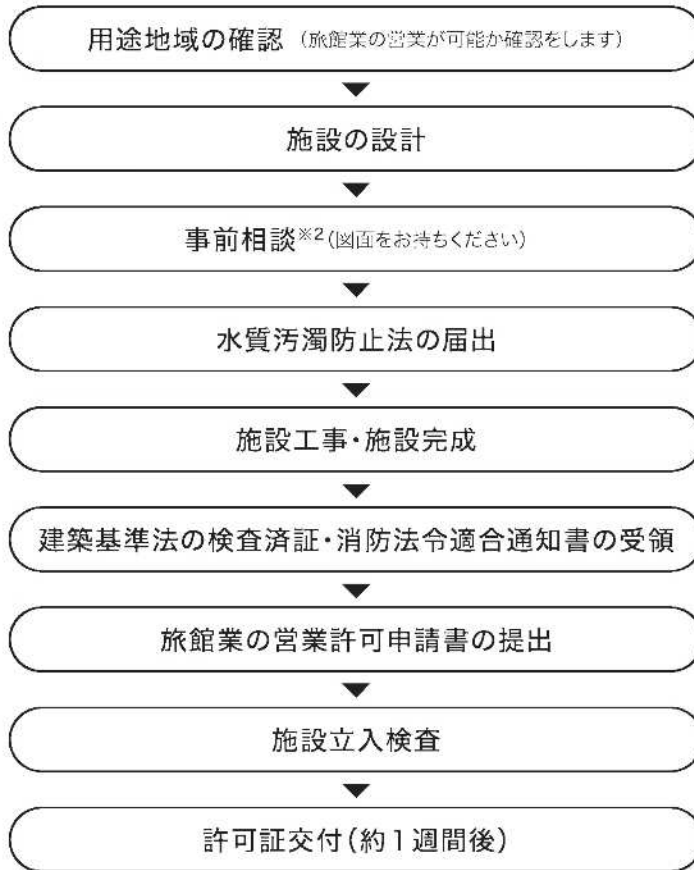 用途地域の確認 (旅館業の営業が可能か確認をします)
施設の設計
事前相談※2(図面をお持ちください)
水質汚濁防止法の届出
施設工事・施設完成
建築基準法の検査済証・消防法令適合通知書の受領
旅館業の営業許可申請書の提出
施設立入検査
許可証交付(約1週間後)